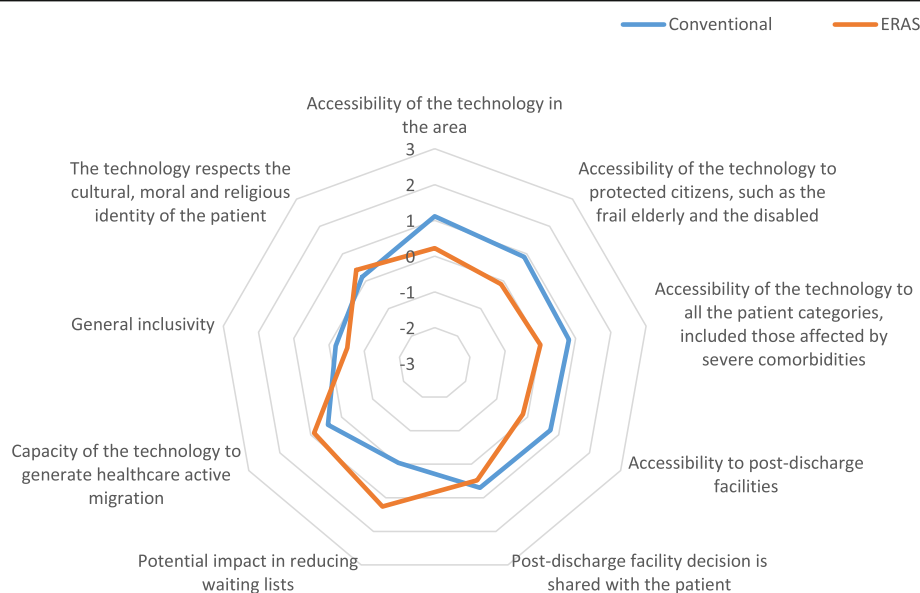 Conventional
ERAS
Accessibility of the technology in
the area
3
2
1
0
-1
-2
-3
Accessibility of the technology to
protected citizens, such as the
frail elderly and the disabled
Accessibility of the technology to
all the patient categories,
included those affected by
severe comorbidities
Accessibility to post-discharge
facilities
Post-discharge facility decision is
shared with the patient
Potential impact in reducing
waiting lists
Capacity of the technology to
generate healthcare active
migration
General inclusivity
The technology respects the
cultural, moral and religious
identity of the patient